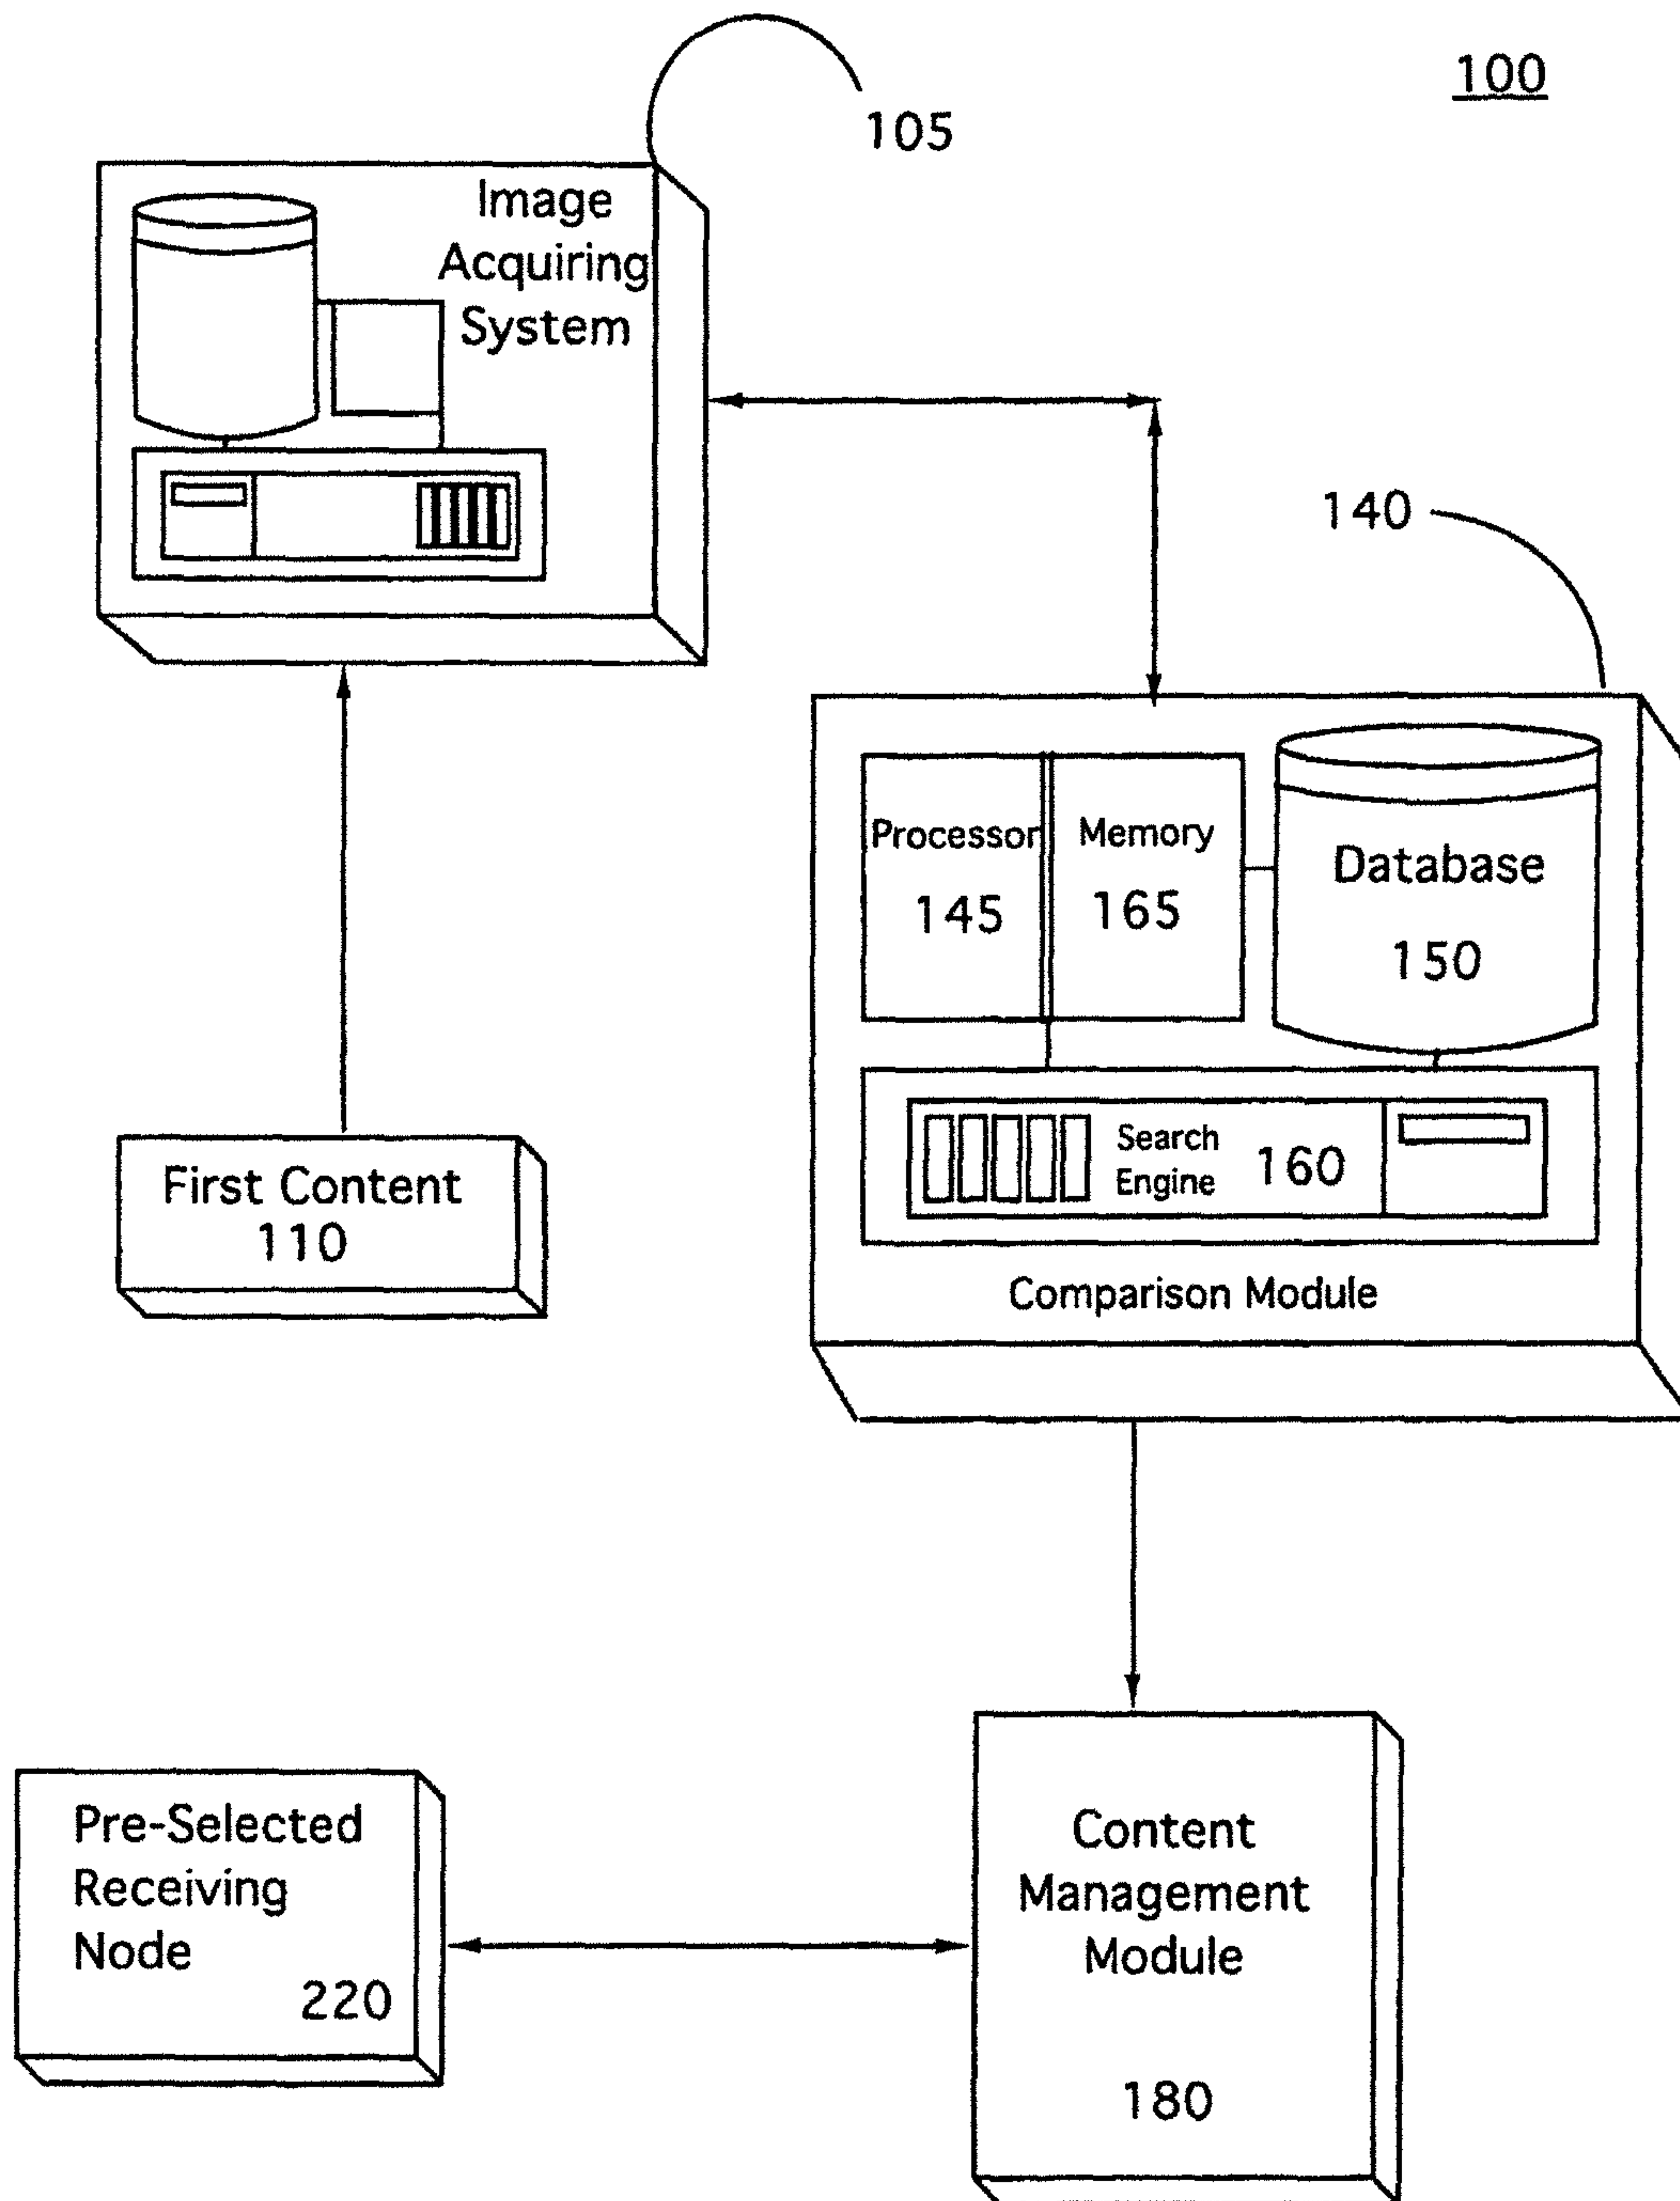 100
105
Image
Acquiring
System
140
Processor
145
Memory
165
Database
150
Search
Engine
160
Comparison Module
First Content
110
Pre-Selected
Receiving
Node
220
Content
Management
Module
180